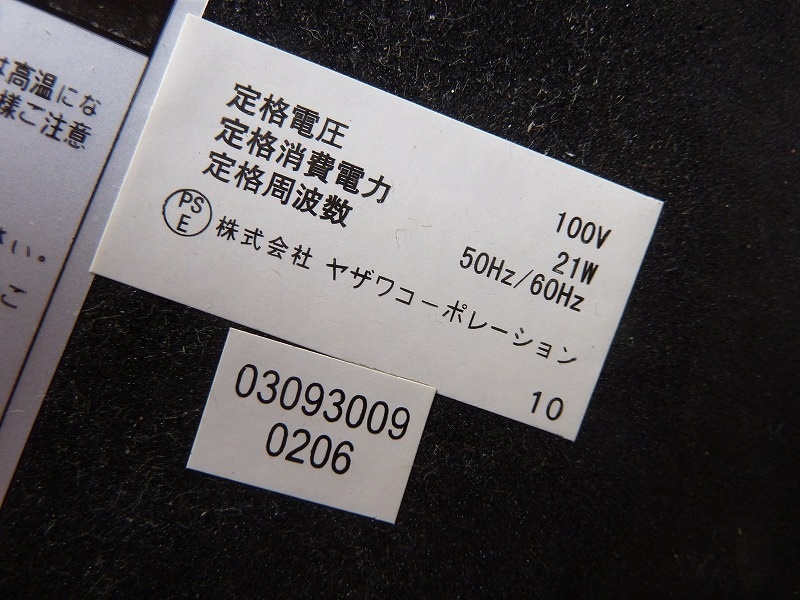 は高温にな
様ご注意
さい。
こ
定格電圧 100V
定格消費電力 21W
定格周波数 50Hz/60Hz
PS
E
株式会社 ヤザワコーポレーション
10
03093009
0206